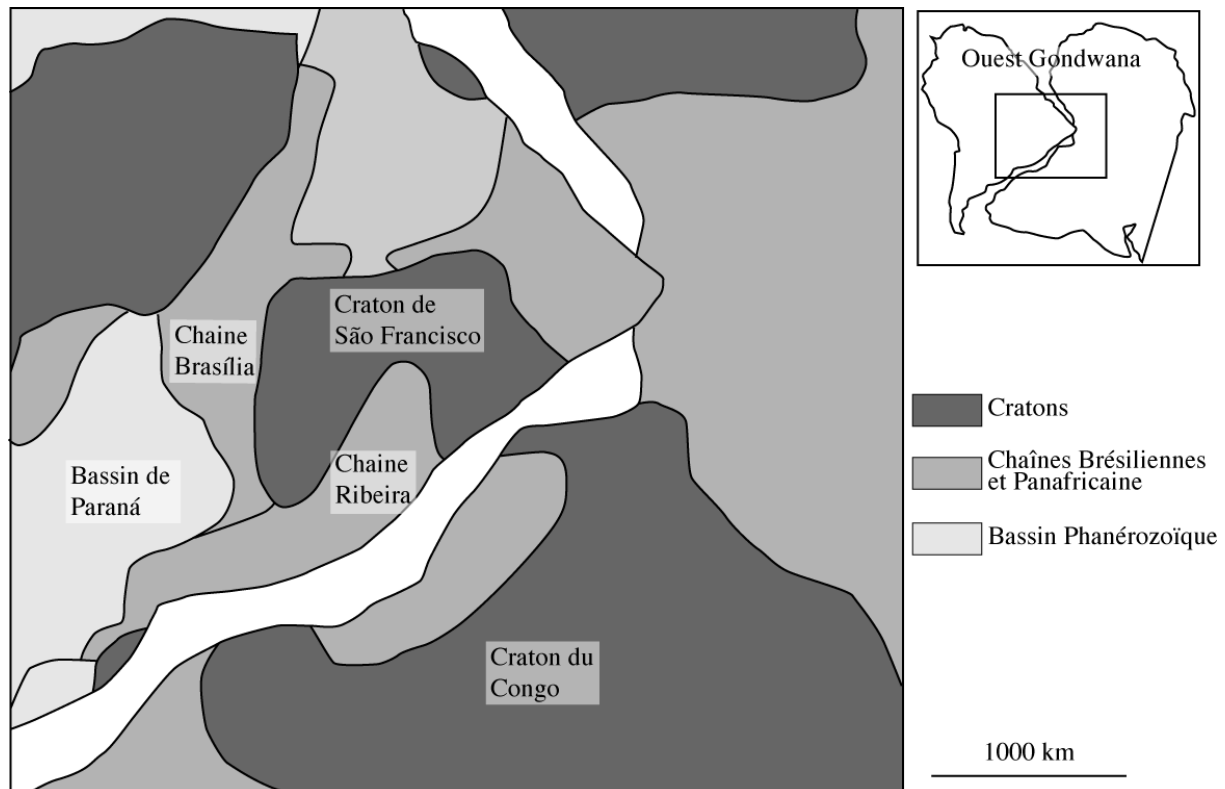 Ouest Gondwana
Craton de
São Francisco
Chaine
Brasília
Chaine
Ribeira
Bassin de
Paraná
Craton du
Congo
Cratons
Chaînes Brésiliennes
et Panafricaine
Bassin Phanérozoïque
1000 km